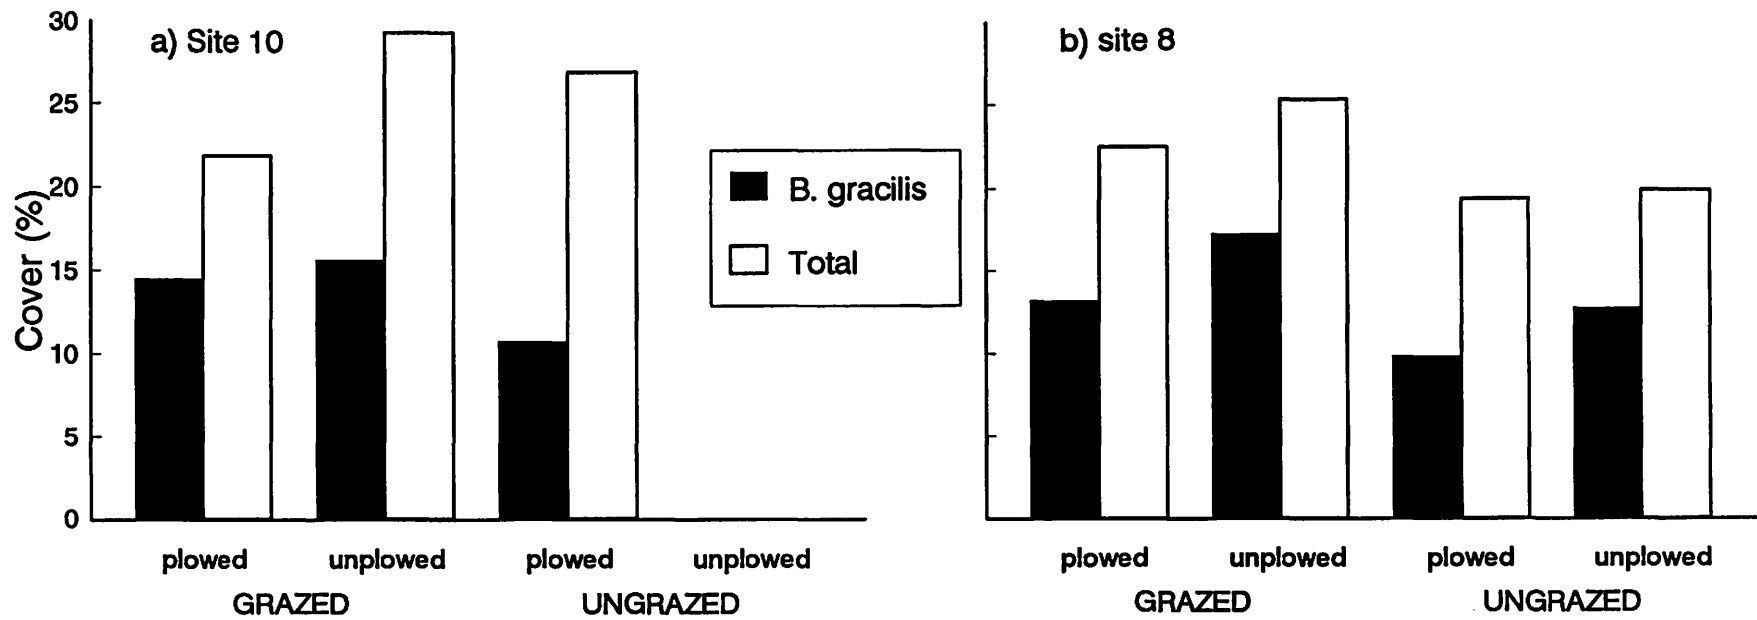 a) Site 10
b) site 8
Cover (%)
30
25
20
15
10
5
0
B. gracilis
Total
plowed unplowed plowed unplowed
GRAZED UNGRAZED
plowed unplowed plowed unplowed
GRAZED UNGRAZED